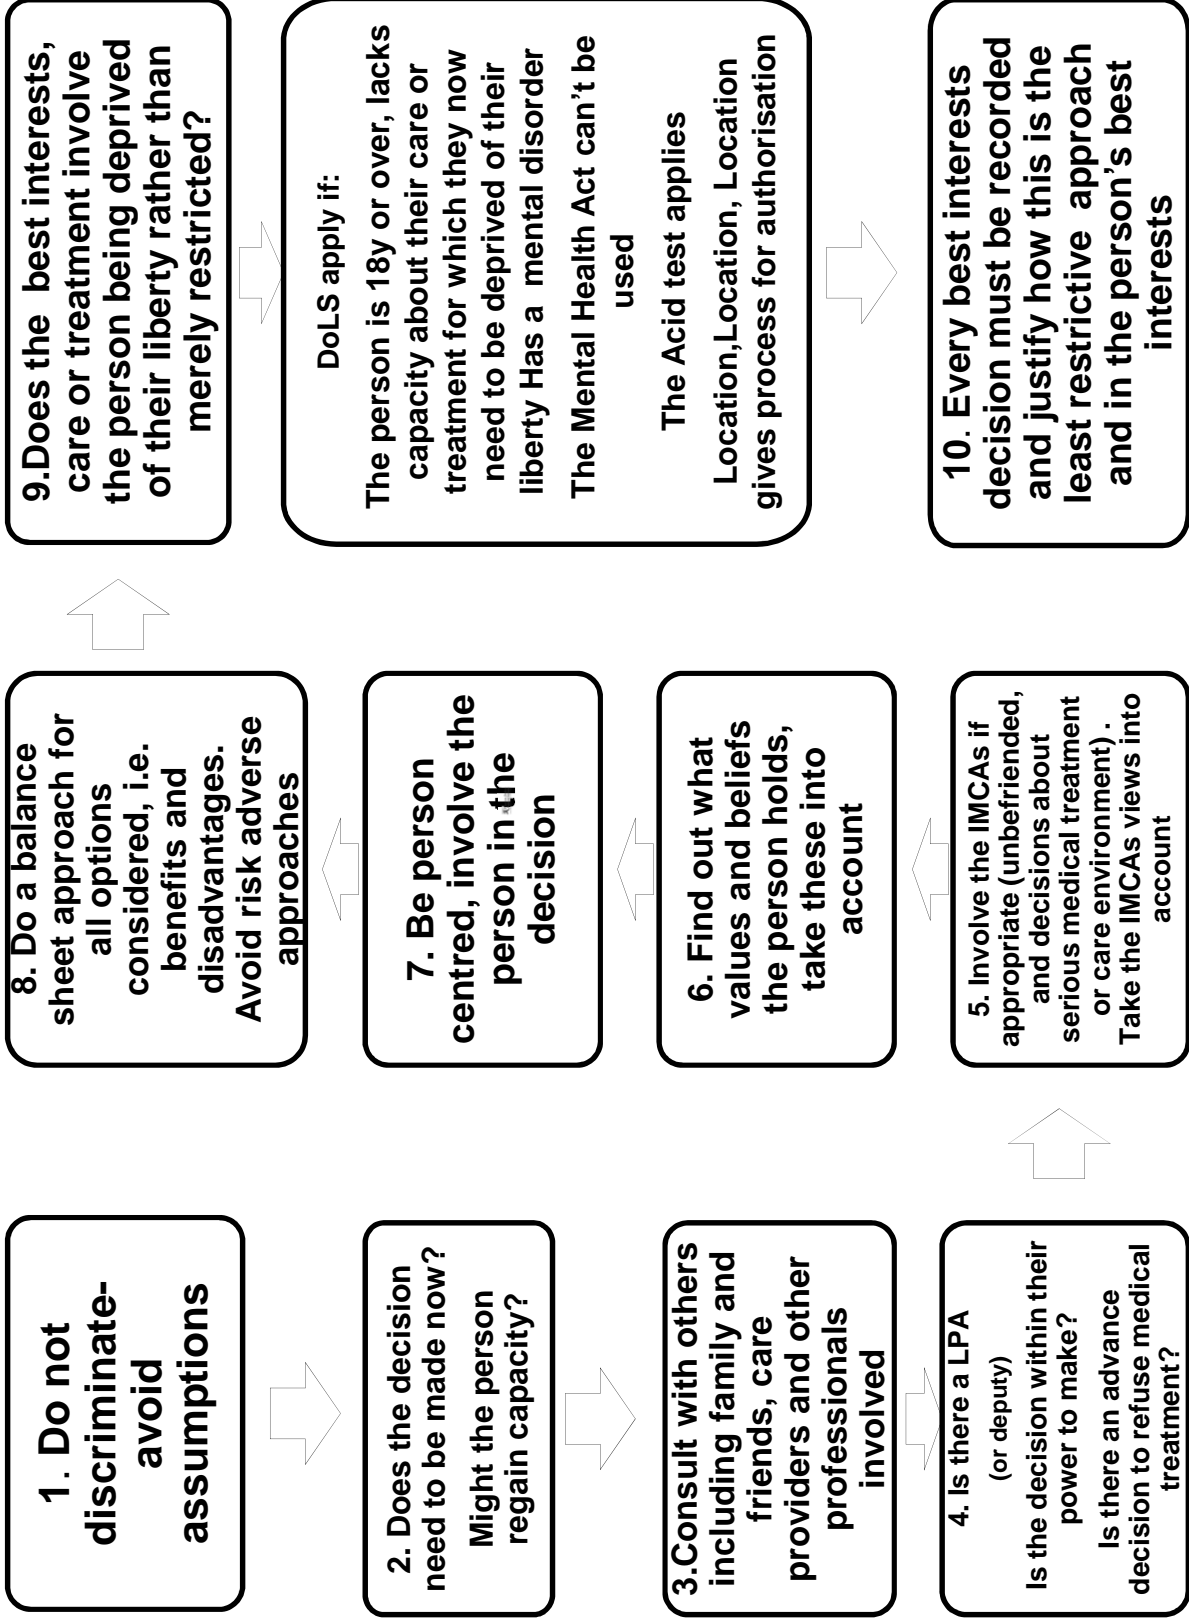 1. Do not
discriminate-
avoid
assumptions
2. Does the decision
need to be made now?
Might the person
regain capacity?
3.Consult with others
including family and
friends, care
providers and other
professionals
involved
4. Is there a LPA
(or deputy)
Is the decision within their
power to make?
Is there an advance
decision to refuse medical
treatment?
5. Involve the IMCAs if
appropriate (unbefriended,
and decisions about
serious medical treatment
or care environment) .
Take the IMCAs views into
account
6. Find out what
values and beliefs
the person holds,
take these into
account
7. Be person
centred, involve the
person in the
decision
8. Do a balance
sheet approach for
all options
considered, i.e.
benefits and
disadvantages.
Avoid risk adverse
approaches
9.Does the best interests,
care or treatment involve
the person being deprived
of their liberty rather than
merely restricted?
DoLS apply if:
The person is 18y or over, lacks
capacity about their care or
treatment for which they now
need to be deprived of their
liberty Has a mental disorder
The Mental Health Act can't be
used
The Acid test applies
Location,Location, Location
gives process for authorisation
10. Every best interests
decision must be recorded
and justify how this is the
least restrictive approach
and in the person's best
interests